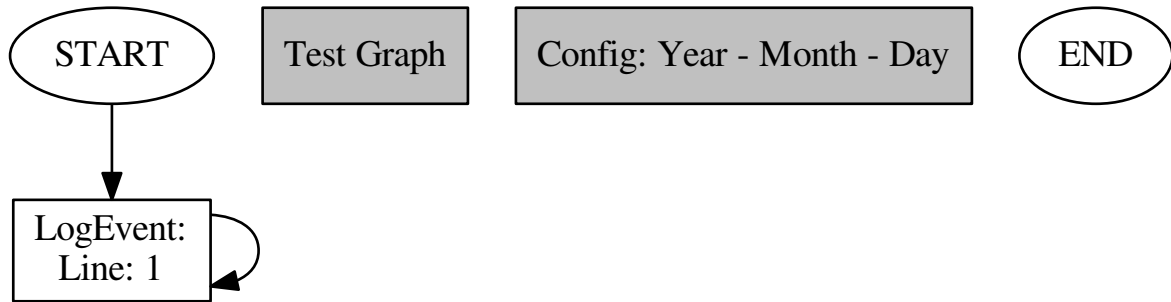 START
Test Graph
Config: Year - Month - Day
END
LogEvent:
Line: 1